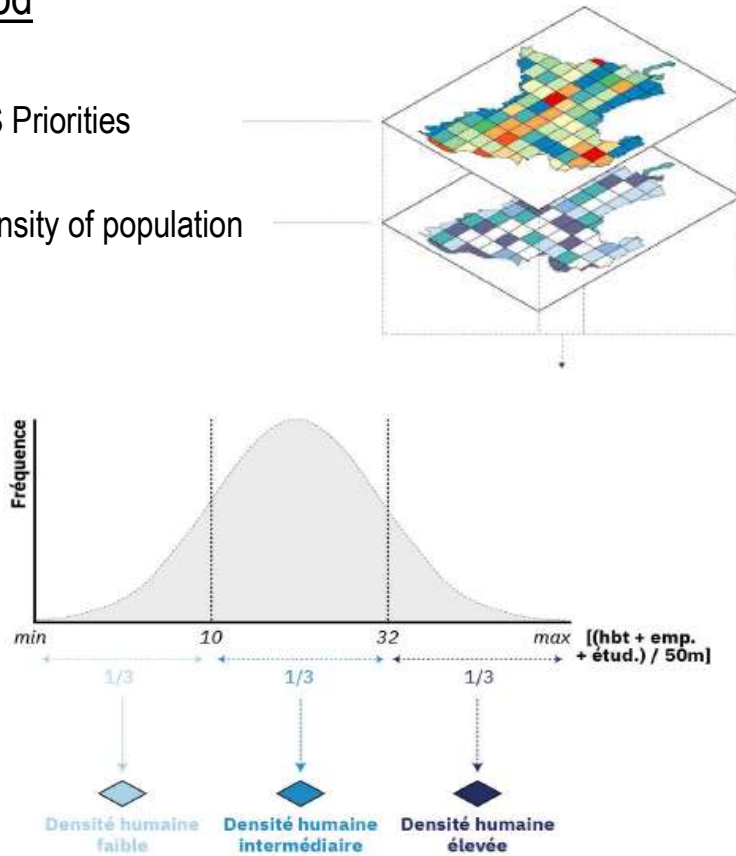 Priorities
of population
Fréquence
min 10 32 max [(hbt + emp.
+ étud.) / 50m]
1/3 1/3 1/3
Densité humaine faible
Densité humaine intermédiaire
Densité humaine élevée